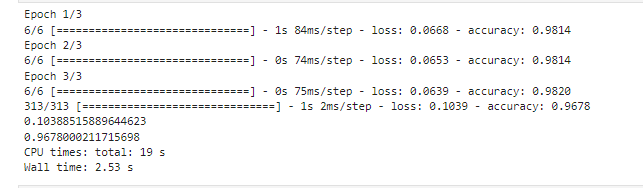 Epoch 1/3
6/6 [==============================] - 1s 84ms/step - loss: 0.0668 - accuracy: 0.9814
Epoch 2/3
6/6 [==============================] - 0s 74ms/step - loss: 0.0653 - accuracy: 0.9814
Epoch 3/3
6/6 [==============================] - 0s 75ms/step - loss: 0.0639 - accuracy: 0.9820
313/313 [==============================] - 1s 2ms/step - loss: 0.1039 - accuracy: 0.9678
0.10388515889644623
0.9678000211715698
CPU times: total: 19 s
Wall time: 2.53 s